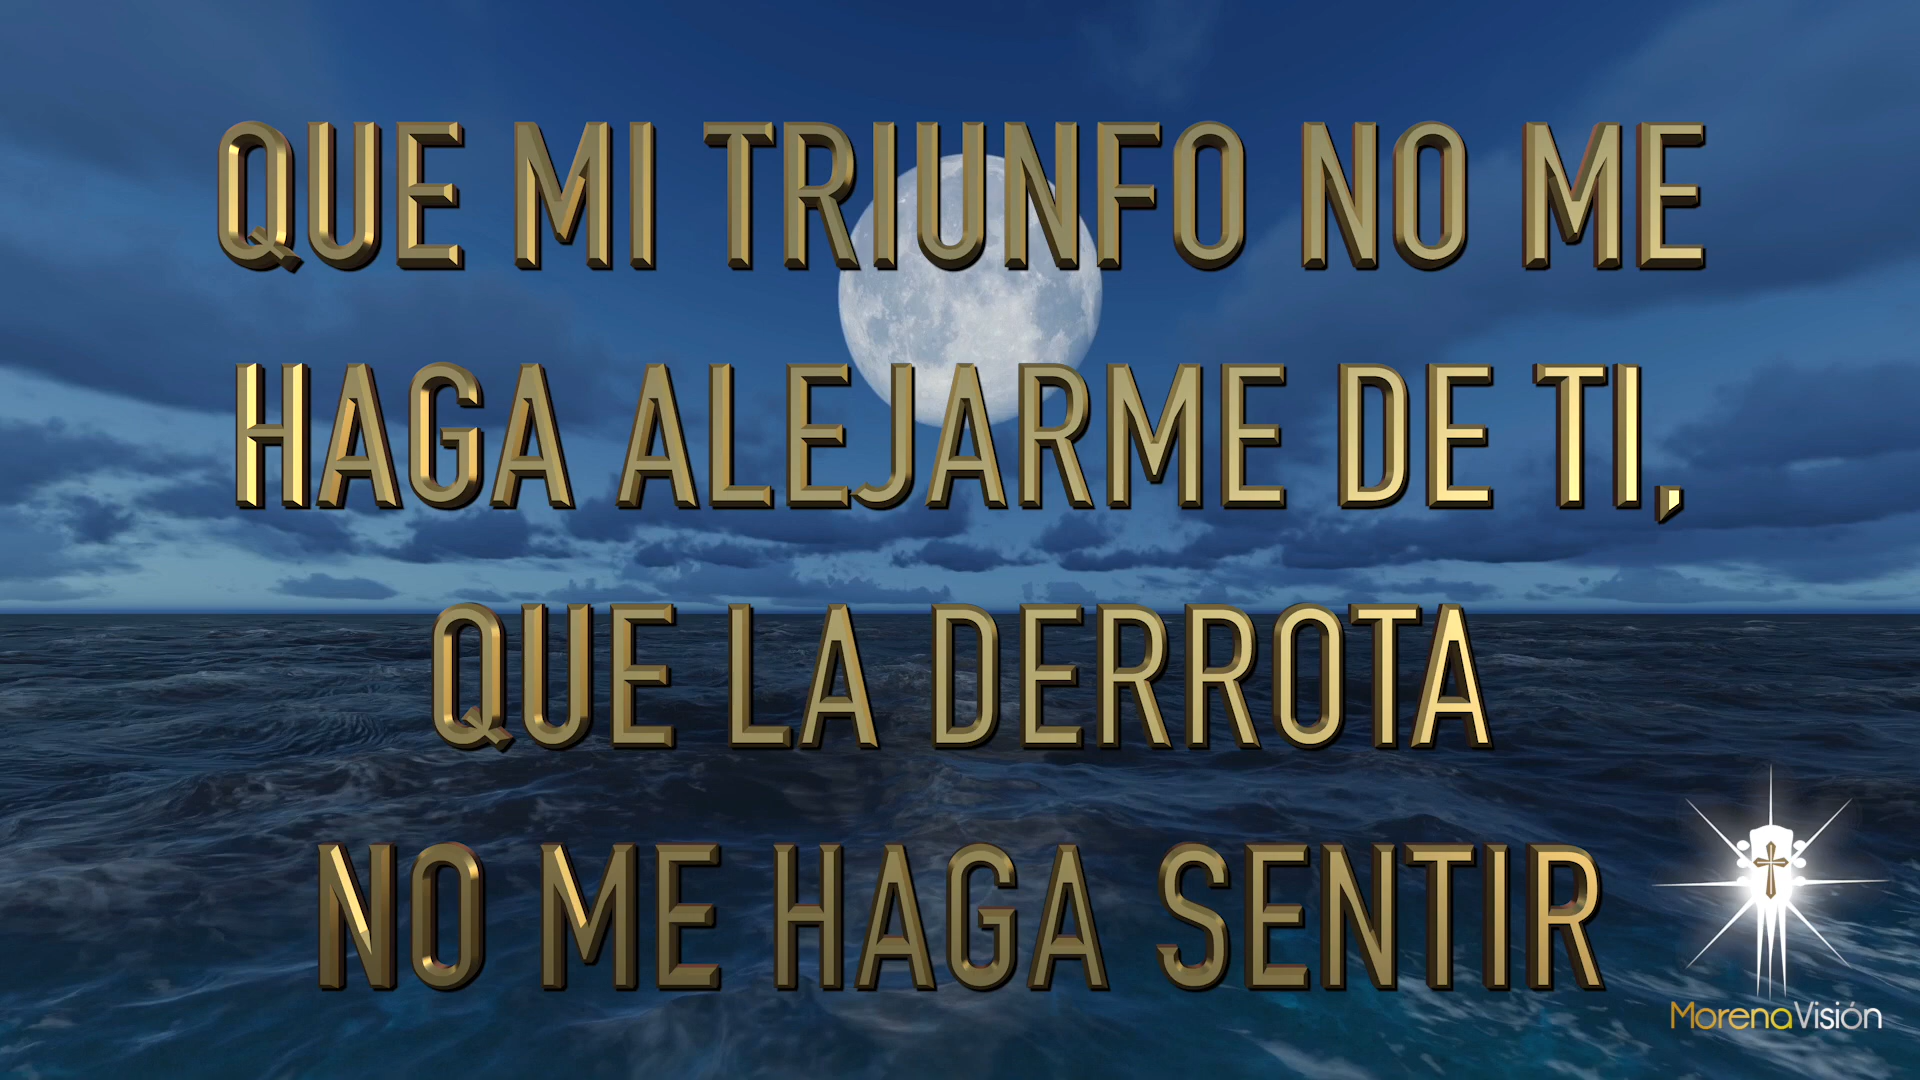 QUE MI TRIUNFO NO ME
HAGA ALEJARME DE TI,
QUE LA DERROTA
NO ME HAGA SENTIR
MorenaVisión